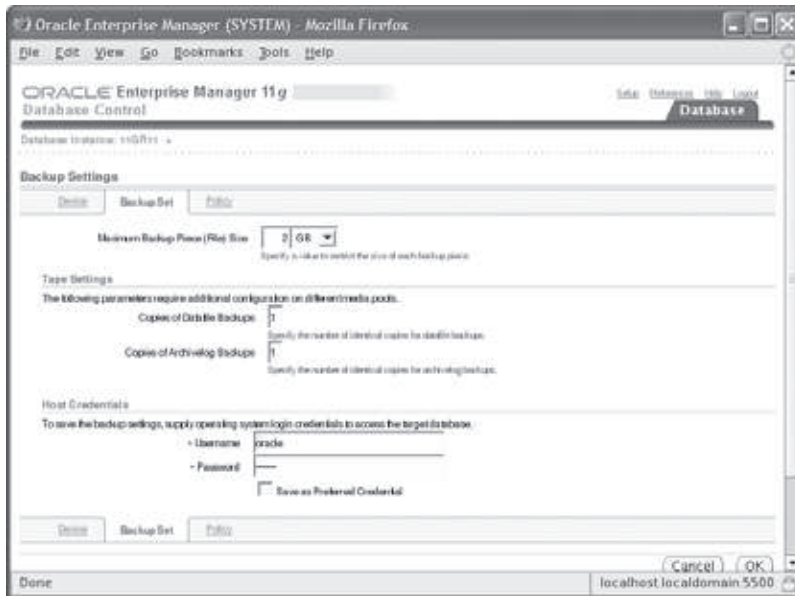 Oracle Enterprise Manager (SYSTEM) - Mozilla Firefox
File Edit View Go Bookmarks Tools Help
ORACLE Enterprise Manager 11g
Database Control
Setup Preferences Help Logout
Database
Database Instance: 11GR11 >
Backup Settings
Device Backup Set Policy
Maximum Backup Piece (File) Size 2 GB
Specify a value to restrict the size of each backup piece.
Tape Settings
The following parameters require additional configuration on different media pools.
Copies of Datafile Backups 1
Specify the number of identical copies for datafile backups.
Copies of Archivelog Backups 1
Specify the number of identical copies for archivelog backups.
Host Credentials
To save the backup settings, supply operating system login credentials to access the target database.
* Username oracle
* Password
Save as Preferred Credential
Device Backup Set Policy
Cancel OK
Done
localhost.localdomain:5500